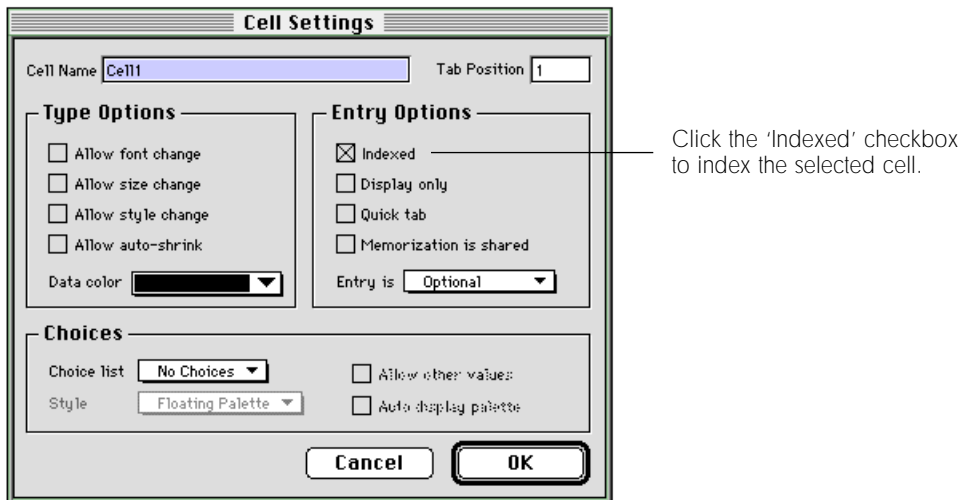 Cell Settings
Cell Name Cell1 Tab Position 1
Type Options
Allow font change
Allow size change
Allow style change
Allow auto-shrink
Data color
Entry Options
Indexed
Display only
Quick tab
Memorization is shared
Entry is Optional
Click the ‘Indexed’ checkbox
to index the selected cell.
Choices
Choice list No Choices
Style Floating Palette
Allow other values
Auto display palette
Cancel OK